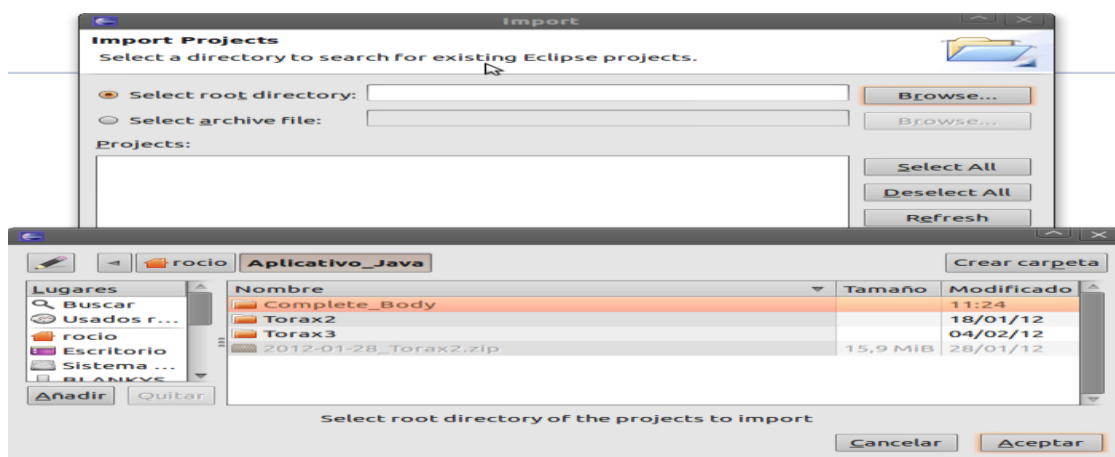 Import
Import Projects
Select a directory to search for existing Eclipse projects.
Select root directory:
Browse...
Select archive file:
Browse...
Projects:
Select All
Deselect All
Refresh
rocio Aplicativo_Java Crear carpeta
Lugares Nombre Tamaño Modificado
Buscar Complete_Body 11:24
Usados r... Torax2 18/01/12
rocio Torax3 04/02/12
Escritorio 2012-01-28_Torax2.zip 15,9 MiB 28/01/12
Sistema ...
BLANKYS
Añadir Quitar
Select root directory of the projects to import
Cancelar Aceptar